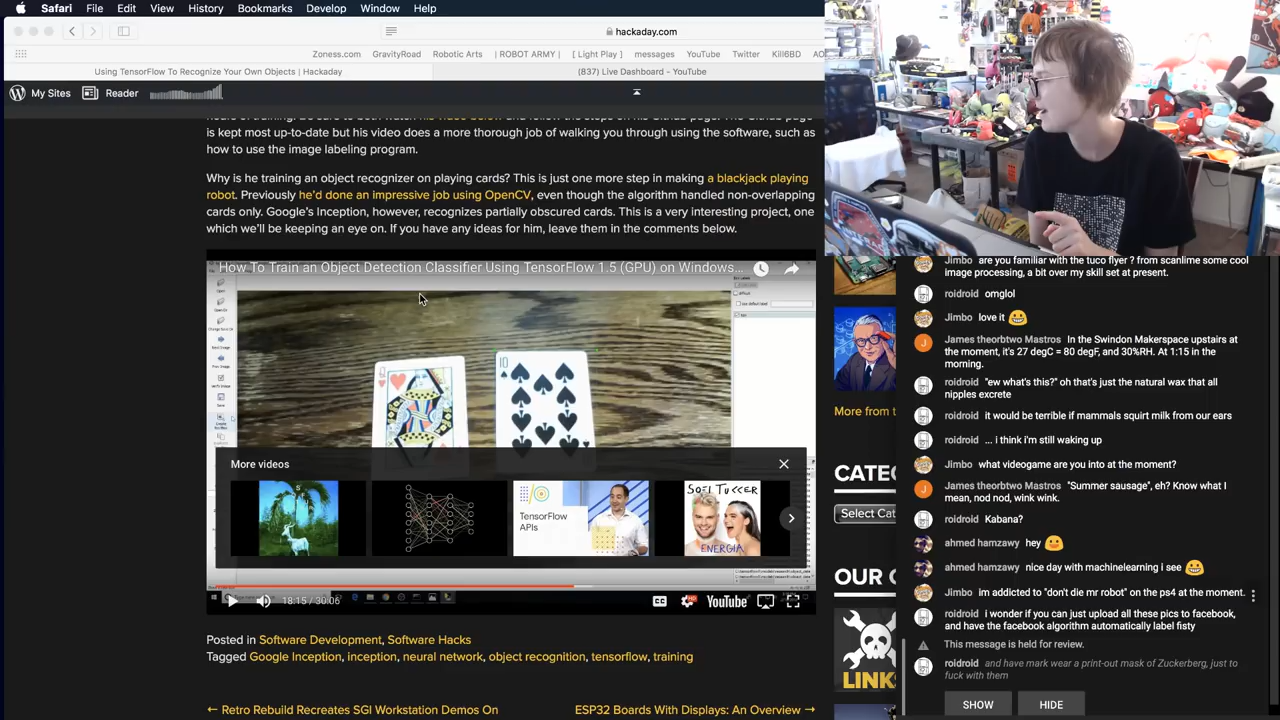 Safari File Edit View History Bookmarks Develop Window Help
hackaday.com
Zoness.com GravityRoad Robotic Arts | ROBOT ARMY | [ Light Play ] messages YouTube Twitter Kill6BD
Using TensorFlow To Recognize Your Own Objects | Hackaday
(837) Live Dashboard - YouTube
My Sites Reader
is kept most up-to-date but his video does a more thorough job of walking you through using the software, such as
how to use the image labeling program.
Why is he training an object recognizer on playing cards? This is just one more step in making a blackjack playing
robot. Previously he'd done an impressive job using OpenCV, even though the algorithm handled non-overlapping
cards only. Google's Inception, however, recognizes partially obscured cards. This is a very interesting project, one
which we'll be keeping an eye on. If you have any ideas for him, leave them in the comments below.
How To Train an Object Detection Classifier Using TensorFlow 1.5 (GPU) on Windows...
10
More videos
TensorFlow
APIs
SOFI TUKKER
ENERGIA
18:15 / 30:06
CC
HD
YouTube
Posted in Software Development, Software Hacks
Tagged Google Inception, inception, neural network, object recognition, tensorflow, training
← Retro Rebuild Recreates SGI Workstation Demos On
ESP32 Boards With Displays: An Overview →
More from t
CATEG
Select Cat
OUR C
LINK
Jimbo are you familiar with the tuco flyer ? from scanlime some cool
image processing, a bit over my skill set at present.
roidroid omglol
Jimbo love it 😀
James theorbtwo Mastros In the Swindon Makerspace upstairs at
the moment, it's 27 degC = 80 degF, and 30%RH. At 1:15 in the
morning.
roidroid "ew what's this?" oh that's just the natural wax that all
nipples excrete
roidroid it would be terrible if mammals squirt milk from our ears
roidroid ... i think i'm still waking up
Jimbo what videogame are you into at the moment?
James theorbtwo Mastros "Summer sausage", eh? Know what I
mean, nod nod, wink wink.
roidroid Kabana?
ahmed hamzawy hey
ahmed hamzawy nice day with machinelearning i see 😀
Jimbo im addicted to "don't die mr robot" on the ps4 at the moment.
roidroid i wonder if you can just upload all these pics to facebook,
and have the facebook algorithm automatically label fisty
This message is held for review.
roidroid and have mark wear a print-out mask of Zuckerberg, just to
fuck with them
SHOW HIDE